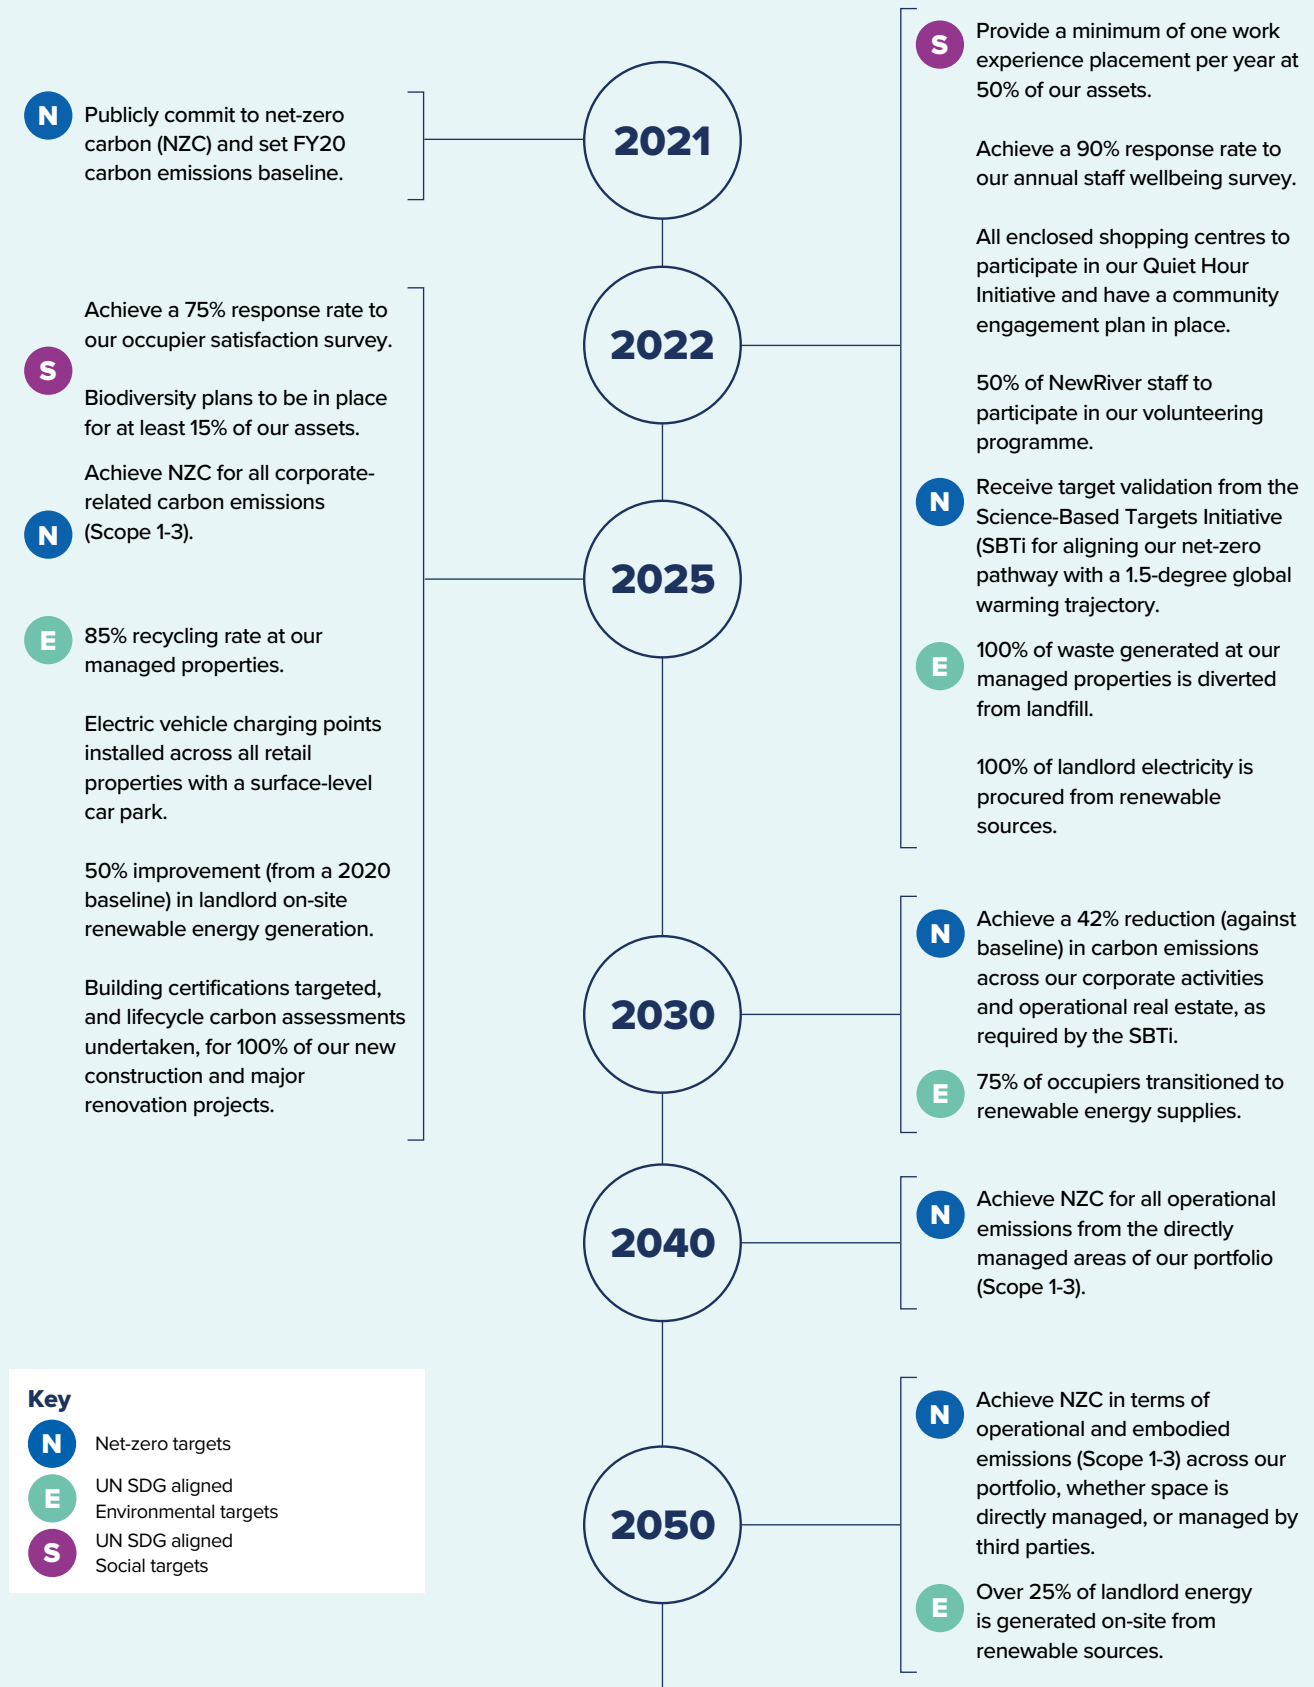 2021
N
Publicly commit to net-zero
carbon (NZC) and set FY20
carbon emissions baseline.
2022
S
Provide a minimum of one work
experience placement per year at
50% of our assets.
Achieve a 90% response rate to
our annual staff wellbeing survey.
All enclosed shopping centres to
participate in our Quiet Hour
Initiative and have a community
engagement plan in place.
50% of NewRiver staff to
participate in our volunteering
programme.
N
Receive target validation from the
Science-Based Targets Initiative
(SBTi for aligning our net-zero
pathway with a 1.5-degree global
warming trajectory.
E
100% of waste generated at our
managed properties is diverted
from landfill.
100% of landlord electricity is
procured from renewable
sources.
2025
S
Achieve a 75% response rate to
our occupier satisfaction survey.
Biodiversity plans to be in place
for at least 15% of our assets.
N
Achieve NZC for all corporate-
related carbon emissions
(Scope 1-3).
E
85% recycling rate at our
managed properties.
Electric vehicle charging points
installed across all retail
properties with a surface-level
car park.
50% improvement (from a 2020
baseline) in landlord on-site
renewable energy generation.
Building certifications targeted,
and lifecycle carbon assessments
undertaken, for 100% of our new
construction and major
renovation projects.
2030
N
Achieve a 42% reduction (against
baseline) in carbon emissions
across our corporate activities
and operational real estate, as
required by the SBTi.
E
75% of occupiers transitioned to
renewable energy supplies.
2040
N
Achieve NZC for all operational
emissions from the directly
managed areas of our portfolio
(Scope 1-3).
2050
N
Achieve NZC in terms of
operational and embodied
emissions (Scope 1-3) across our
portfolio, whether space is
directly managed, or managed by
third parties.
E
Over 25% of landlord energy
is generated on-site from
renewable sources.
Key
N
Net-zero targets
E
UN SDG aligned
Environmental targets
S
UN SDG aligned
Social targets